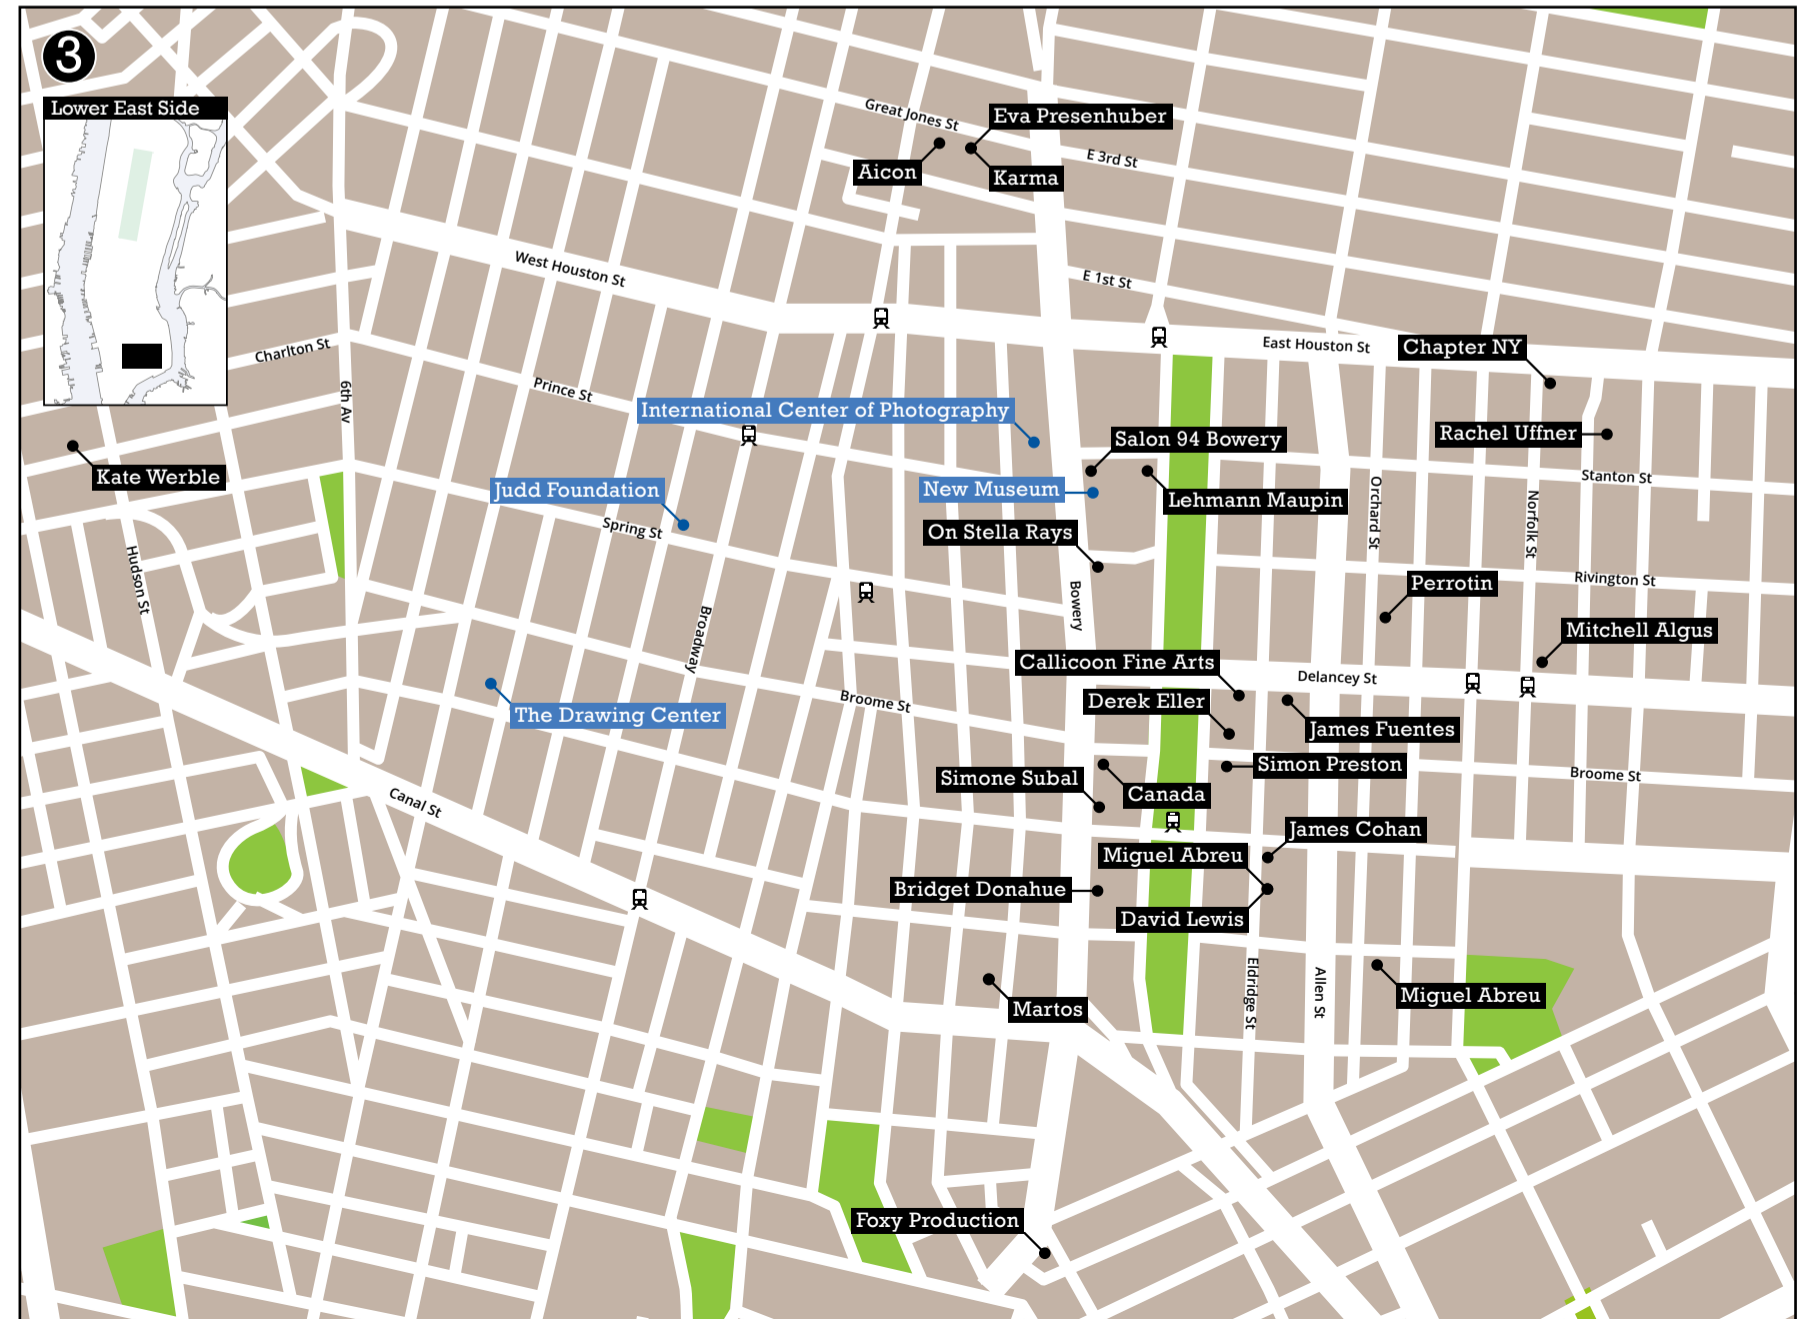 3
Lower East Side
Great Jones St
Eva Presenhuber
E 3rd St
Aicon
Karma
West Houston St
E 1st St
East Houston St
Chapter NY
Charlton St
Prince St
6th Av
International Center of Photography
Salon 94 Bowery
Rachel Uffner
Kate Werble
Judd Foundation
New Museum
Lehmann Maupin
Stanton St
Orchard St
Norfolk St
Spring St
On Stella Rays
Hudson St
Bowery
Perrotin
Rivington St
Broadway
Mitchell Algus
Callicoon Fine Arts
Delancey St
Broome St
Derek Eller
The Drawing Center
James Fuentes
Simon Preston
Broome St
Simone Subal
Canada
Canal St
James Cohan
Miguel Abreu
Bridget Donahue
David Lewis
Eldridge St
Allen St
Miguel Abreu
Martos
Foxy Production